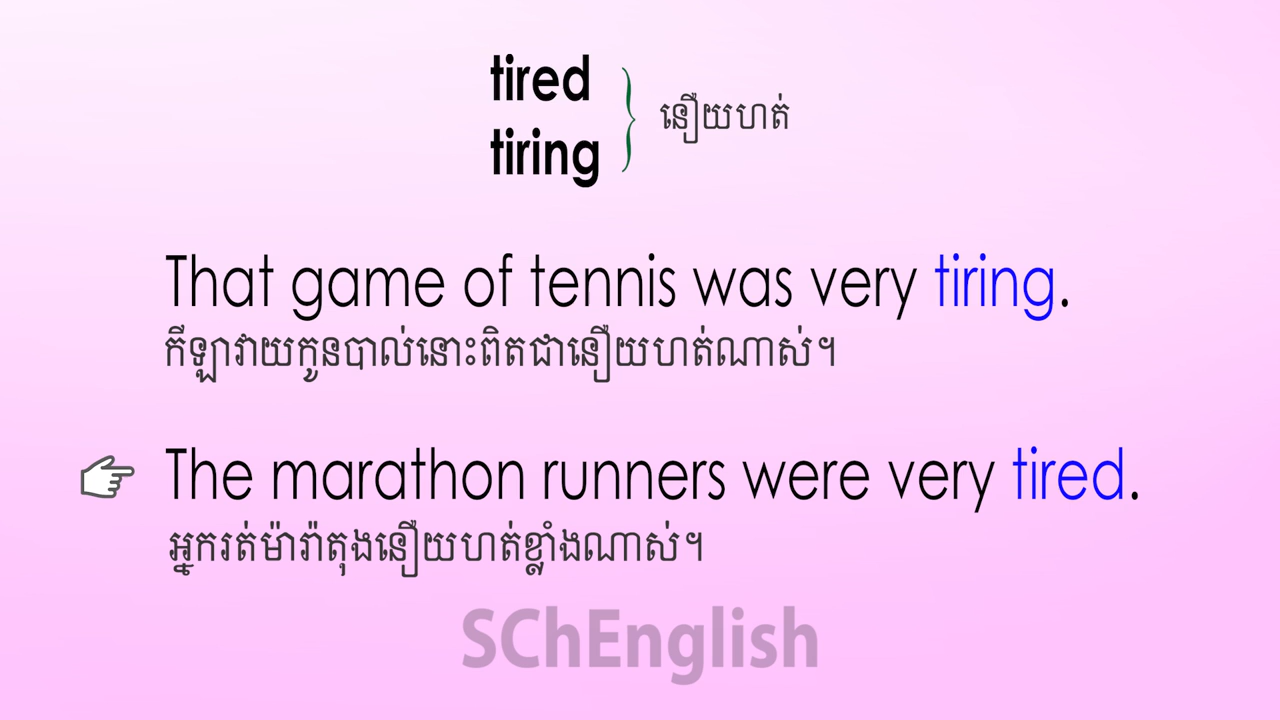 tired
tiring
នឿយហត់
That game of tennis was very tiring.
កីឡាវាយកូនបាល់នោះពិតជានឿយហត់ណាស់។
The marathon runners were very tired.
អ្នករត់ម៉ារ៉ាតុងនឿយហត់ខ្លាំងណាស់។
SChEnglish